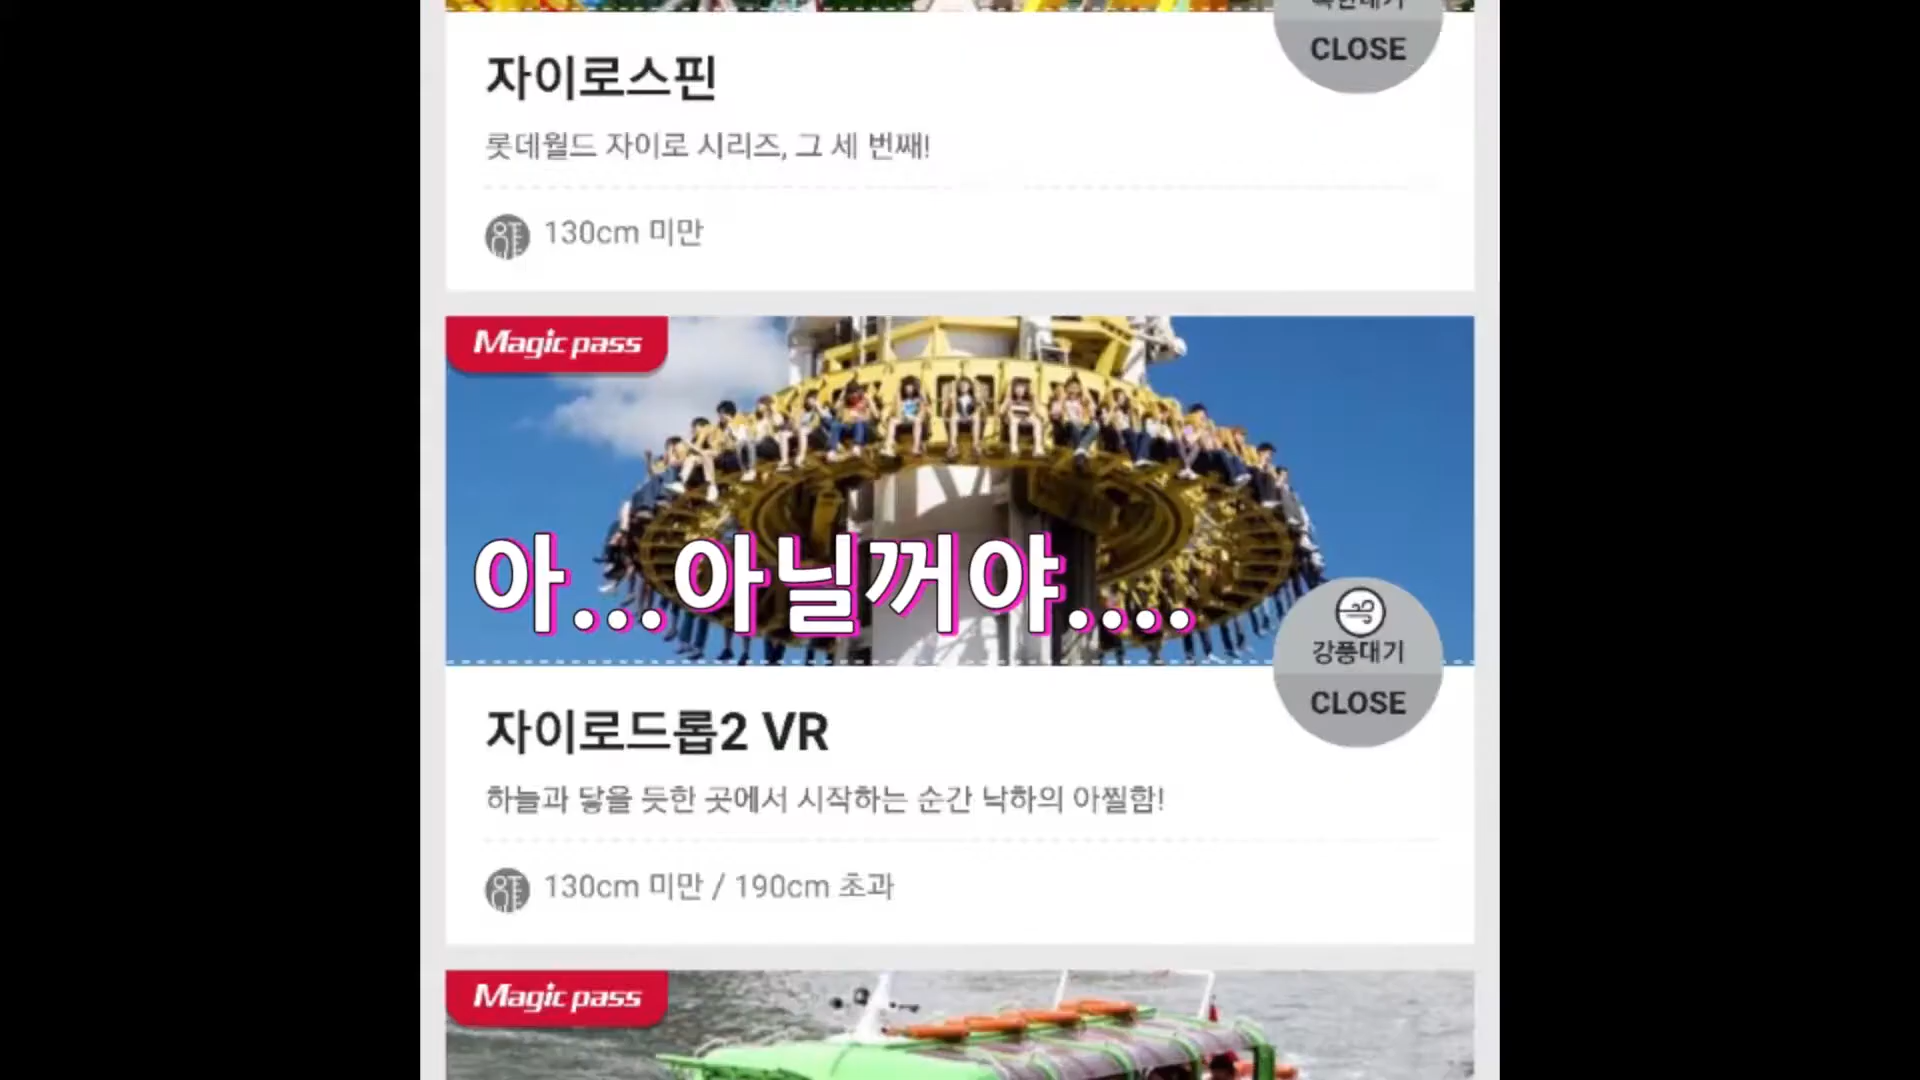 CLOSE
자이로스핀
롯데월드 자이로 시리즈, 그 세 번째!
130cm 미만
Magic pass
아...아닐꺼야....
강풍대기
CLOSE
자이로드롭2 VR
하늘과 닿을 듯한 곳에서 시작하는 순간 낙하의 아찔함!
130cm 미만 / 190cm 초과
Magic pass